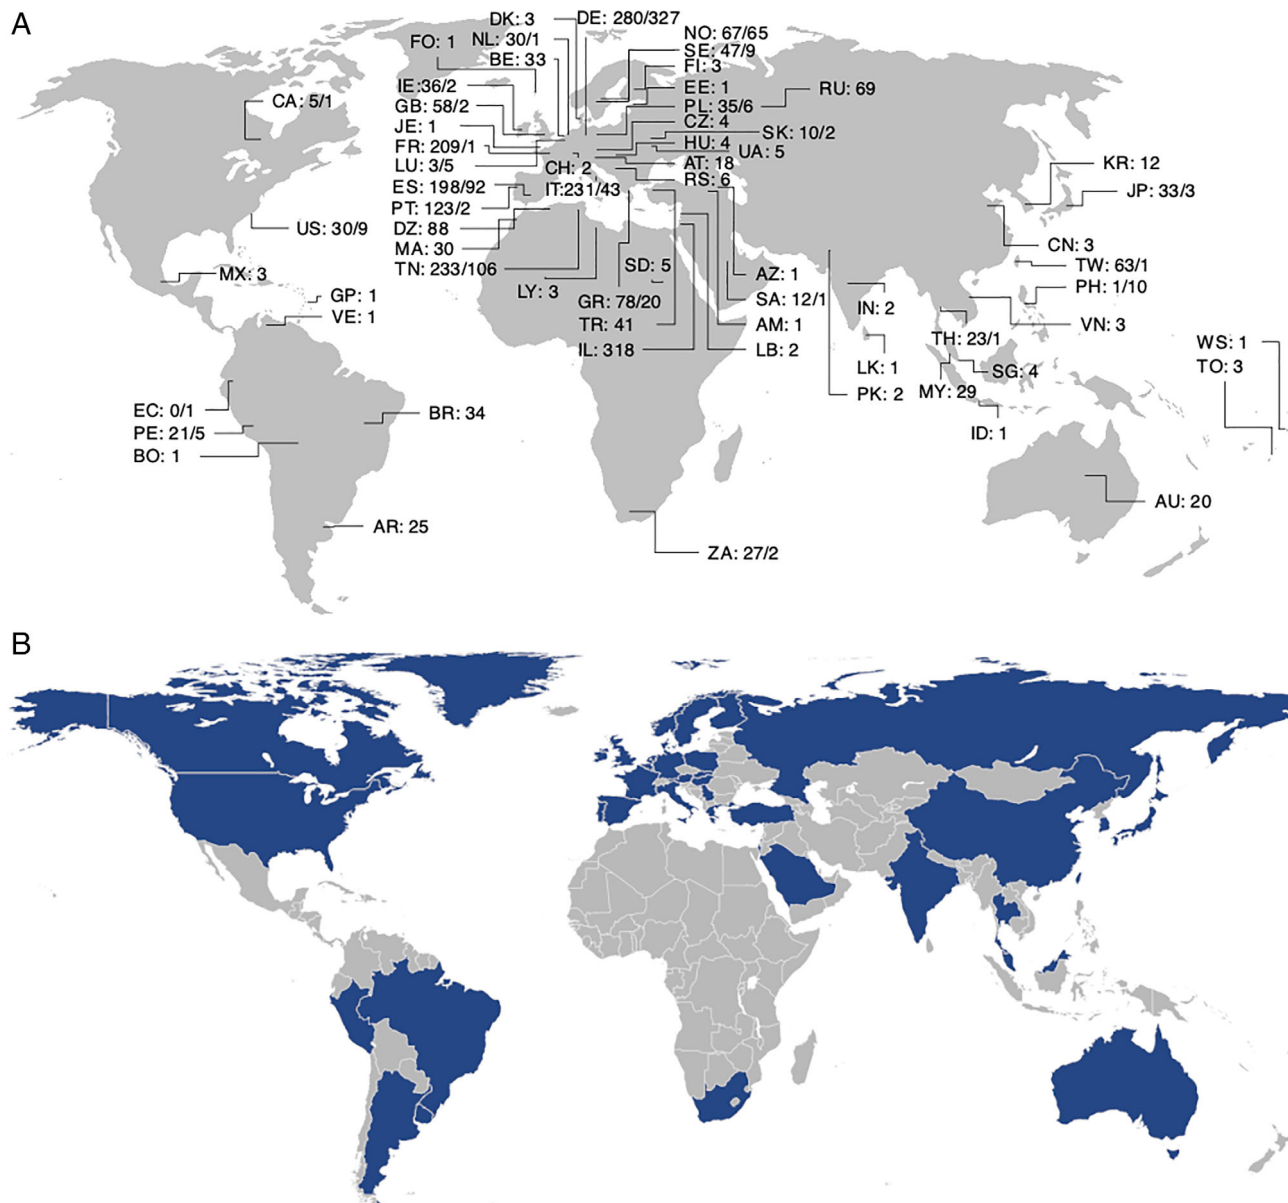 A
DK: 3
DE: 280/327
FO: 1
NL: 30/1
NO: 67/65
SE: 47/9
BE: 33
FI: 3
IE: 36/2
EE: 1
RU: 69
CA: 5/1
GB: 58/2
PL: 35/6
JE: 1
CZ: 4
SK: 10/2
FR: 209/1
HU: 4
UA: 5
LU: 3/5
CH: 2
AT: 18
KR: 12
ES: 198/92
IT:231/43
RS: 6
JP: 33/3
PT: 123/2
US: 30/9
DZ: 88
MA: 30
CN: 3
TN: 233/106
SD: 5
TW: 63/1
MX: 3
AZ: 1
PH: 1/10
LY: 3
GP: 1
GR: 78/20
SA: 12/1
IN: 2
VE: 1
TR: 41
AM: 1
VN: 3
TH: 23/1
WS: 1
IL: 318
LB: 2
LK: 1
SG: 4
TO: 3
PK: 2
MY: 29
EC: 0/1
BR: 34
PE: 21/5
ID: 1
BO: 1
AU: 20
AR: 25
ZA: 27/2
B